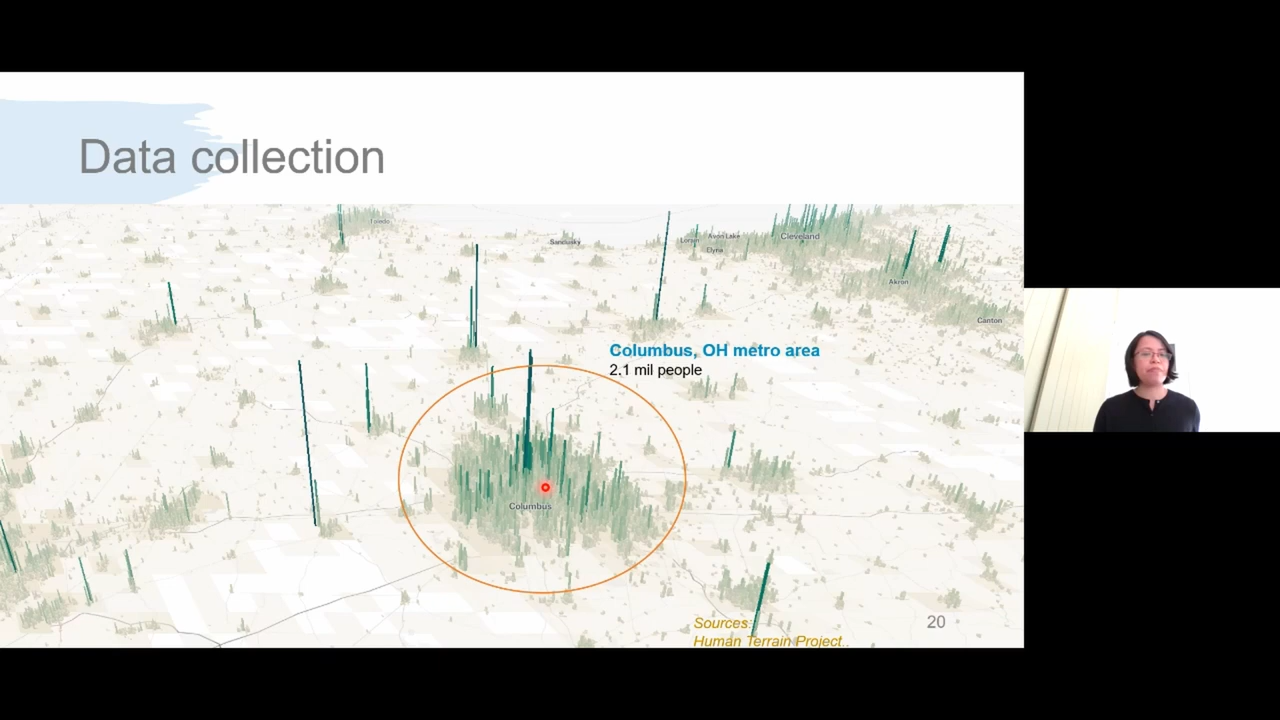 Data collection
Toledo
Sandusky
Lorain
Avon Lake
Elyria
Cleveland
Akron
Canton
Columbus, OH metro area
2.1 mil people
Columbus
Sources:
Human Terrain Project..
20